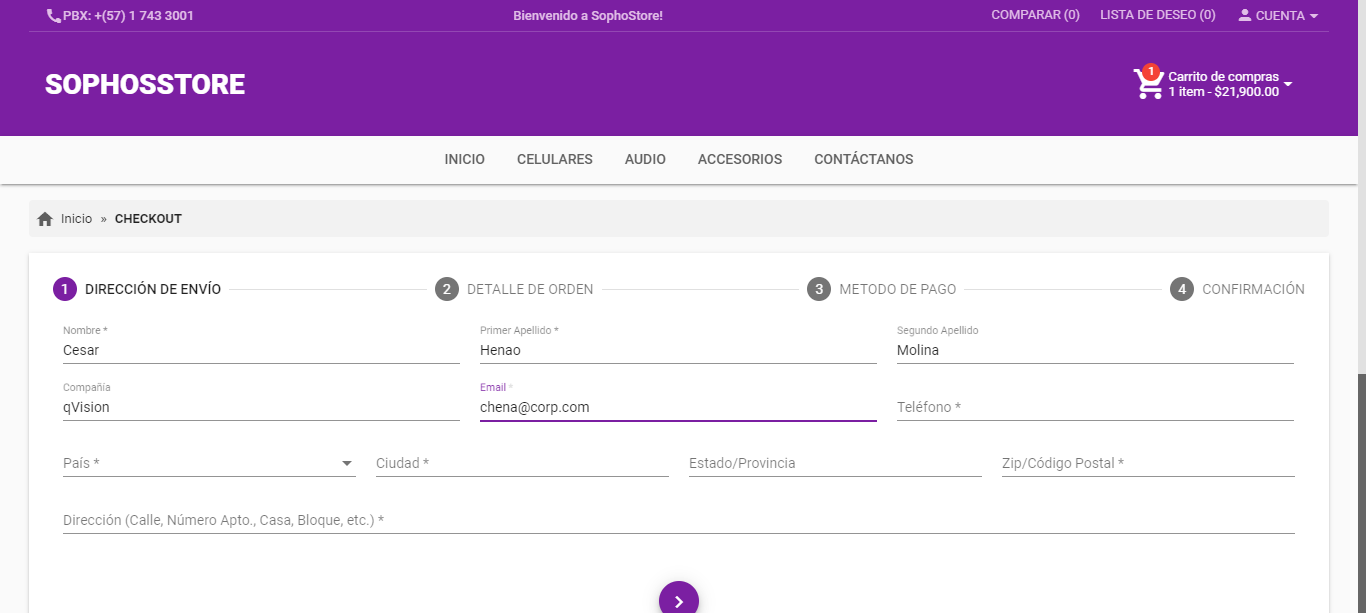 PBX: +(57) 1 743 3001 Bienvenido a SophoStore! COMPARAR (0) LISTA DE DESEO (0) CUENTA
SOPHOSSTORE
1
Carrito de compras
1 item - $21,900.00
INICIO CELULARES AUDIO ACCESORIOS CONTÁCTANOS
Inicio » CHECKOUT
1 DIRECCIÓN DE ENVÍO 2 DETALLE DE ORDEN 3 METODO DE PAGO 4 CONFIRMACIÓN
Nombre * Primer Apellido * Segundo Apellido
Cesar Henao Molina
Compañía Email *
qVision chena@corp.com Teléfono *
País * Ciudad * Estado/Provincia Zip/Código Postal *
Dirección (Calle, Número Apto., Casa, Bloque, etc.) *